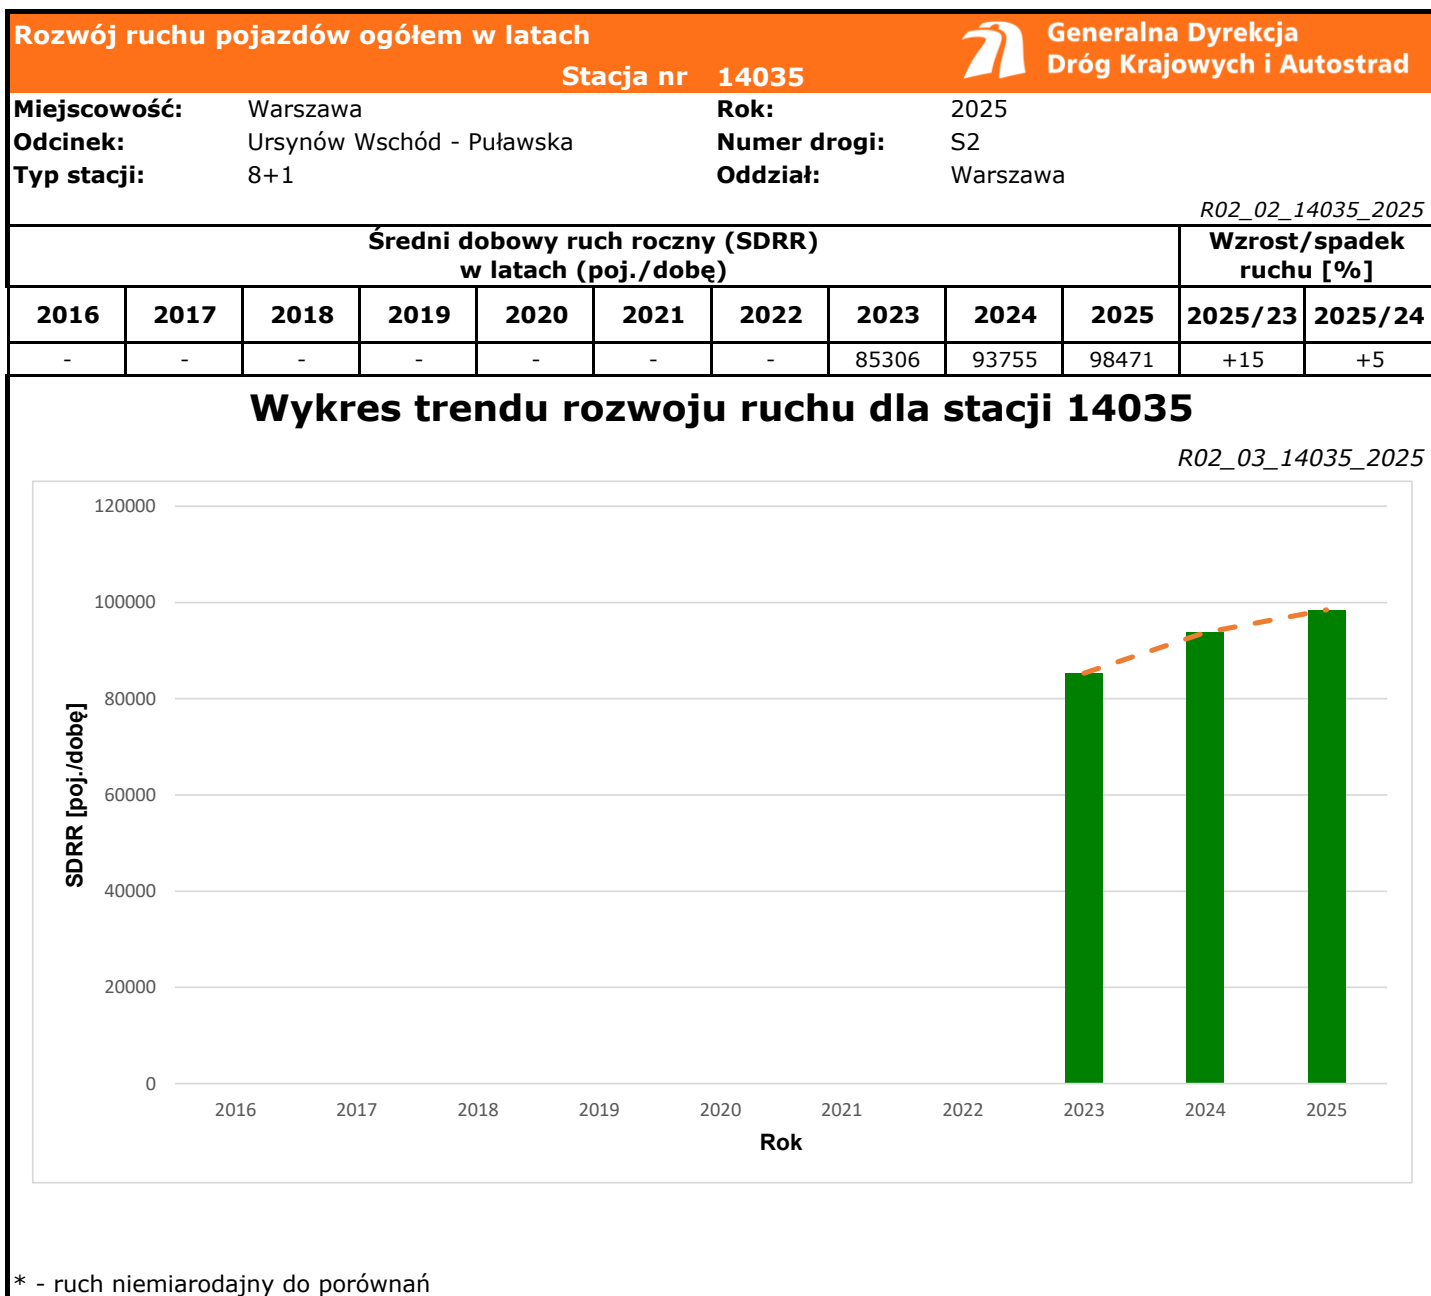 Rozwój ruchu pojazdów ogółem w latach
Generalna Dyrekcja
Dróg Krajowych i Autostrad
Stacja nr 14035
Miejscowość: Warszawa Rok: 2025
Odcinek: Ursynów Wschód - Puławska Numer drogi: S2
Typ stacji: 8+1 Oddział: Warszawa
R02_02_14035_2025
Średni dobowy ruch roczny (SDRR)
w latach (poj./dobę)
Wzrost/spadek
ruchu [%]
2016 2017 2018 2019 2020 2021 2022 2023 2024 2025 2025/23 2025/24
- - - - - - - 85306 93755 98471 +15 +5
Wykres trendu rozwoju ruchu dla stacji 14035
R02_03_14035_2025
120000
100000
80000
60000
40000
20000
0
SDRR [poj./dobę]
2016 2017 2018 2019 2020 2021 2022 2023 2024 2025
Rok
* - ruch niemiarodajny do porównań